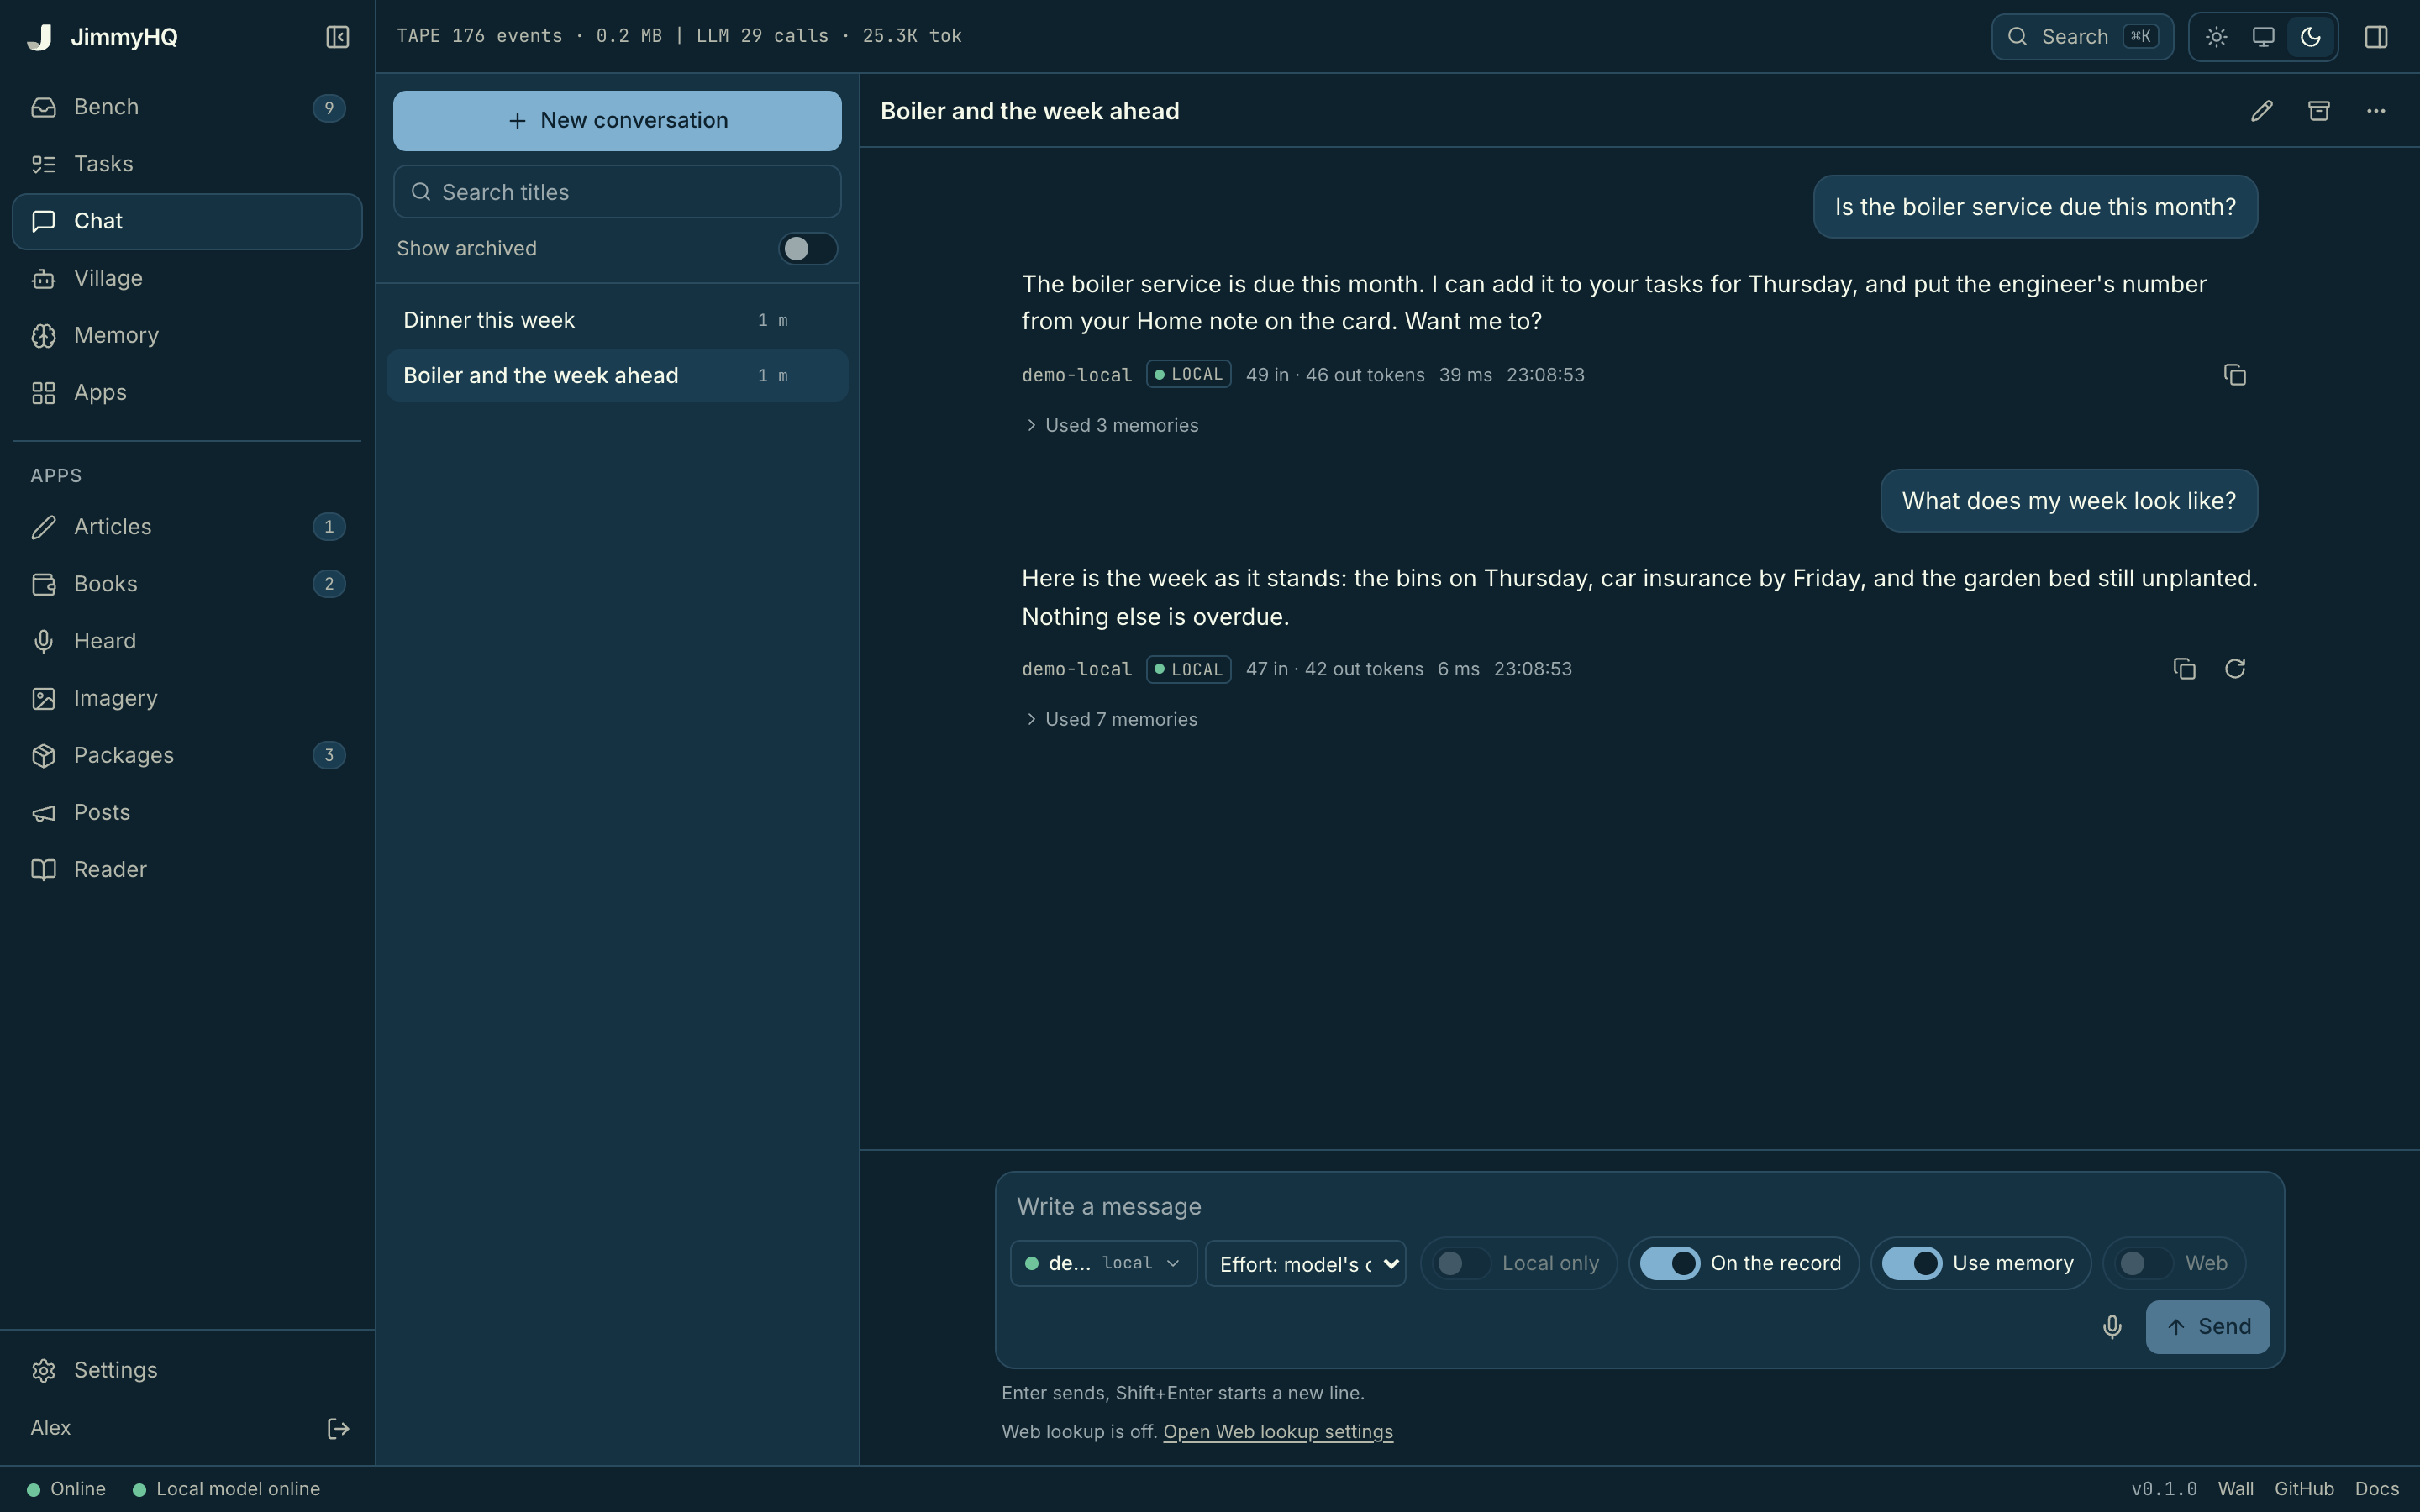 JimmyHQ
TAPE 176 events · 0.2 MB | LLM 29 calls · 25.3K tok
Search ⌘K
Bench 9
Tasks
Chat
Village
Memory
Apps
APPS
Articles 1
Books 2
Heard
Imagery
Packages 3
Posts
Reader
Settings
Alex
New conversation
Search titles
Show archived
Dinner this week 1 m
Boiler and the week ahead 1 m
Boiler and the week ahead
Is the boiler service due this month?
The boiler service is due this month. I can add it to your tasks for Thursday, and put the engineer's number
from your Home note on the card. Want me to?
demo-local LOCAL 49 in · 46 out tokens 39 ms 23:08:53
Used 3 memories
What does my week look like?
Here is the week as it stands: the bins on Thursday, car insurance by Friday, and the garden bed still unplanted.
Nothing else is overdue.
demo-local LOCAL 47 in · 42 out tokens 6 ms 23:08:53
Used 7 memories
Write a message
de... local Effort: model's Local only On the record Use memory Web
Send
Enter sends, Shift+Enter starts a new line.
Web lookup is off. Open Web lookup settings
Online Local model online
v0.1.0 Wall GitHub Docs